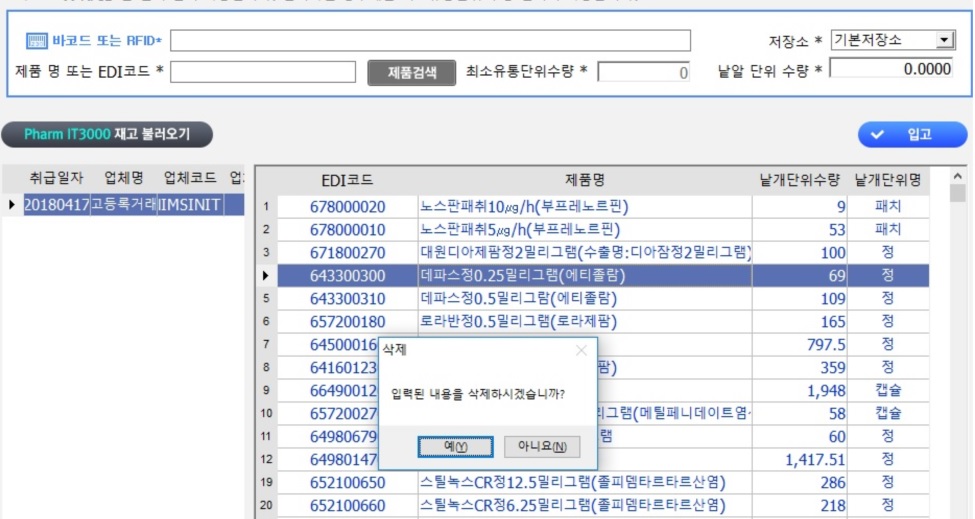 바코드 또는 RFID*
저장소 * 기본저장소
제품 명 또는 EDI코드 * 제품검색 최소유통단위수량 * 0 낱알 단위 수량 * 0.0000
Pharm IT3000 재고 불러오기 입고
취급일자 업체명 업체코드
20180417 고등록거래 IIMSINIT
EDI코드 제품명 낱개단위수량 낱개단위명
1 678000020 노스판패취10㎍/h(부프레노르핀) 9 패치
2 678000010 노스판패취5㎍/h(부프레노르핀) 53 패치
3 671800270 대원디아제팜정2밀리그램(수출명:디아잠정2밀리그램) 100 정
643300300 데파스정0.25밀리그램(에티졸람) 69 정
5 643300310 데파스정0.5밀리그람(에티졸람) 109 정
6 657200180 로라반정0.5밀리그램(로라제팜) 165 정
7 64500016 797.5 정
8 64160123 팜) 359 정
9 66490012 1,948 캡슐
10 65720027 리그램(메틸페니데이트염 58 캡슐
11 64980679 램 60 정
12 64980147 1,417.51 정
19 652100650 스틸녹스CR정12.5밀리그램(졸피뎀타르타르산염) 286 정
20 652100660 스틸녹스CR정6.25밀리그램(졸피뎀타르타르산염) 218 정
삭제
입력된 내용을 삭제하시겠습니까?
예(Y) 아니요(N)